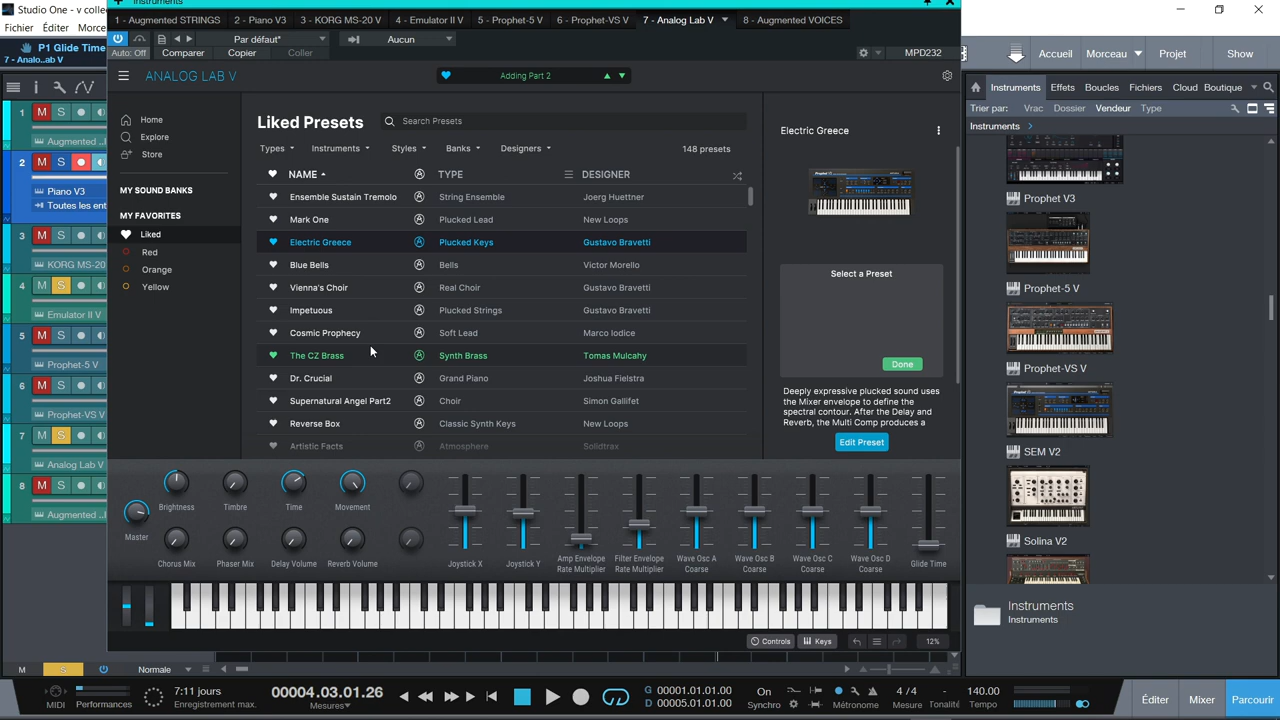 Studio One - v collec
Instruments
Fichier Éditer Morce
1 - Augmented STRINGS 2 - Piano V3 3 - KORG MS-20 V 4 - Emulator II V 5 - Prophet-5 V 6 - Prophet-VS V 7 - Analog Lab V 8 - Augmented VOICES
Par défaut* Aucun
P1 Glide Time
7 - Analo..ab V
Auto: Off Comparer Copier Coller MPD232
Accueil Morceau Projet Show
ANALOG LAB V Adding Part 2
Instruments Effets Boucles Fichiers Cloud Boutique
Trier par: Vrac Dossier Vendeur Type
Instruments
Home
Explore
Store
MY SOUND BANKS
MY FAVORITES
Liked
Red
Orange
Yellow
Liked Presets Search Presets
Types Instruments Styles Banks Designers 148 presets
NAME TYPE DESIGNER
Ensemble Sustain Tremolo String Ensemble Joerg Huettner
Mark One Plucked Lead New Loops
Electric Greece Plucked Keys Gustavo Bravetti
Blue Bells Bells Victor Morello
Vienna's Choir Real Choir Gustavo Bravetti
Impetuous Plucked Strings Gustavo Bravetti
Cosmic Prophecy Soft Lead Marco Iodice
The CZ Brass Synth Brass Tomas Mulcahy
Dr. Crucial Grand Piano Joshua Fielstra
Supernatural Angel Part2 Choir Simon Gallifet
Reverse Box Classic Synth Keys New Loops
Artistic Facts Atmosphere Solidtrax
Electric Greece
Select a Preset
Done
Deeply expressive plucked sound uses
the Mixer envelope to define the
spectral contour. After the Delay and
Reverb, the Multi Comp produces a
Edit Preset
1 M S
Augmented ..I
2 M S
Piano V3
Toutes les ent
3 M S
KORG MS-20
4 M S
Emulator II V
5 M S
Prophet-5 V
6 M S
Prophet-VS V
7 M S
Analog Lab V
8 M S
Augmented ..I
Prophet V3
Prophet-5 V
Prophet-VS V
SEM V2
Solina V2
Instruments
Instruments
Master
Brightness Timbre Time Movement
Chorus Mix Phaser Mix Delay Volume Reverb Volume
Joystick X Joystick Y Amp Envelope Rate Multiplier Filter Envelope Rate Multiplier Wave Osc A Coarse Wave Osc B Coarse Wave Osc C Coarse Wave Osc D Coarse Glide Time
Controls Keys 12%
M S Normale
MIDI Performances
7:11 jours
Enregistrement max.
00004.03.01.26
Mesures
G 00001.01.01.00
D 00005.01.01.00
On
Synchro
Métronome
4 / 4
Mesure
-
Tonalité
140.00
Tempo
Éditer Mixer Parcourir